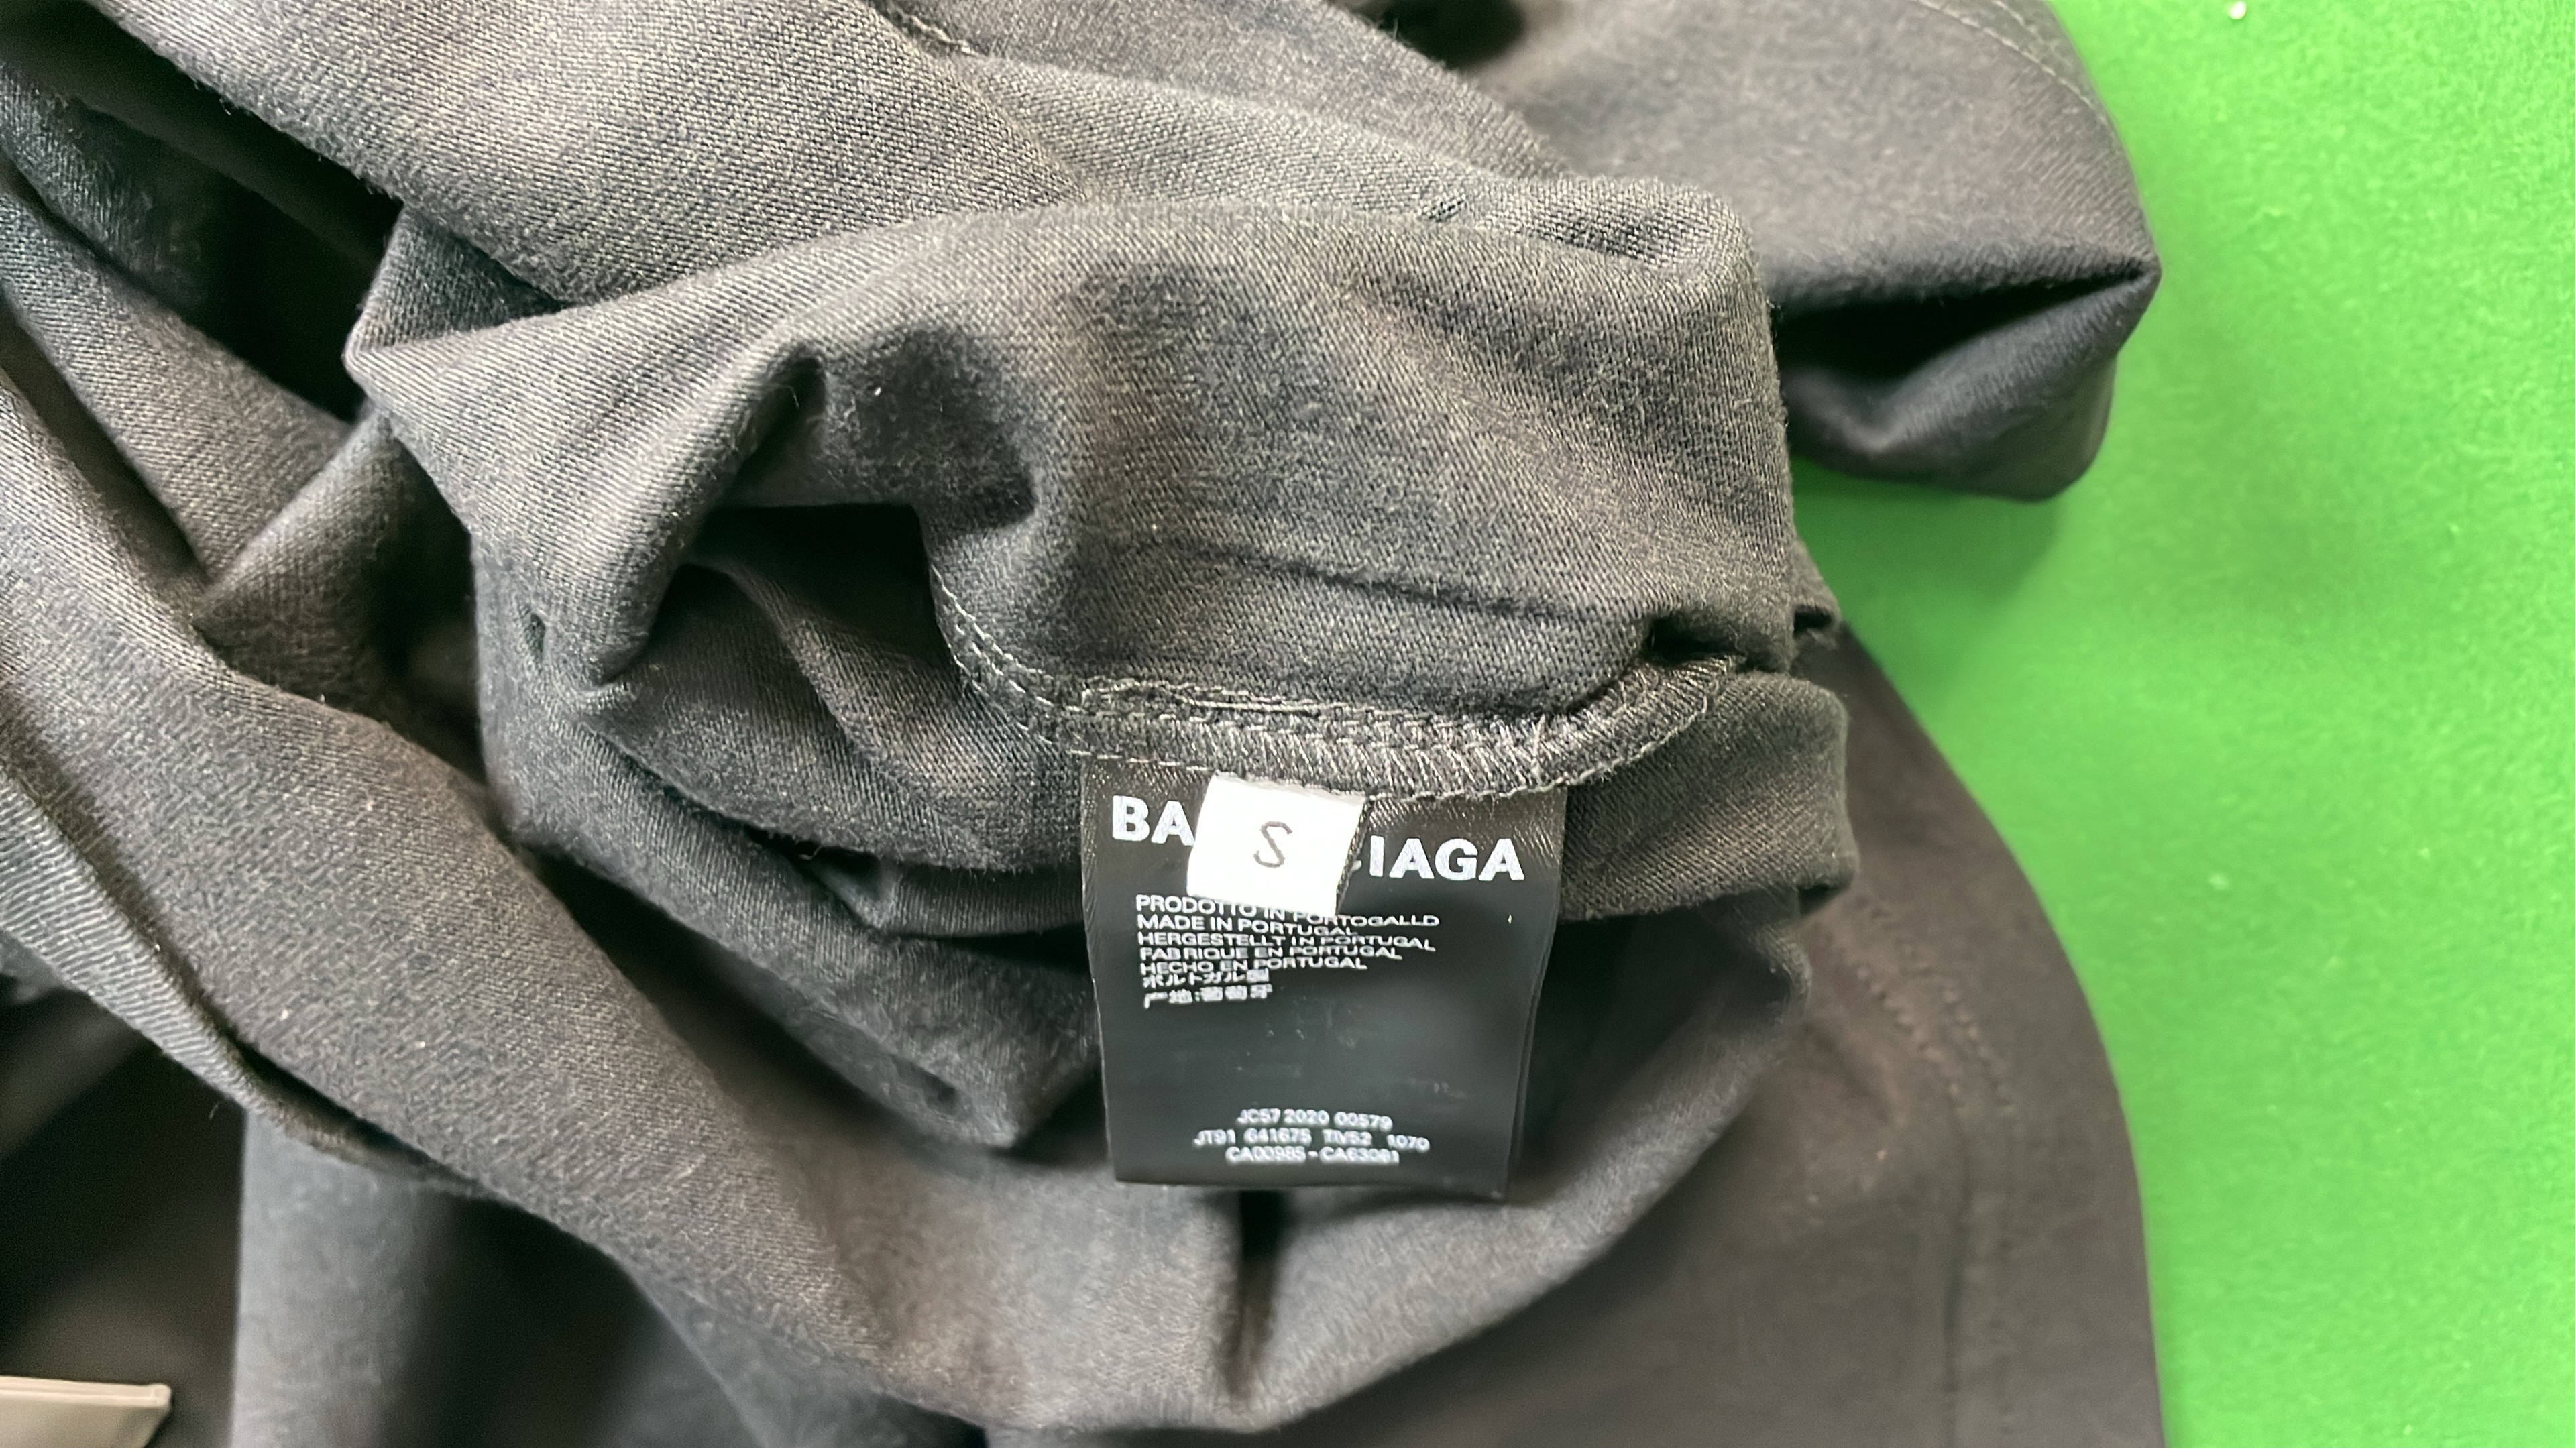 BA
S
IAGA
PRODOTTO IN PORTOGALLO
MADE IN PORTUGAL
HERGESTELLT IN PORTUGAL
FABRIQUE EN PORTUGAL
HECHO EN PORTUGAL
ポルトガル製
产地:葡萄牙
JC57 2020 00579
JT91 641675 TIV52 1070
CA00985-CA63081